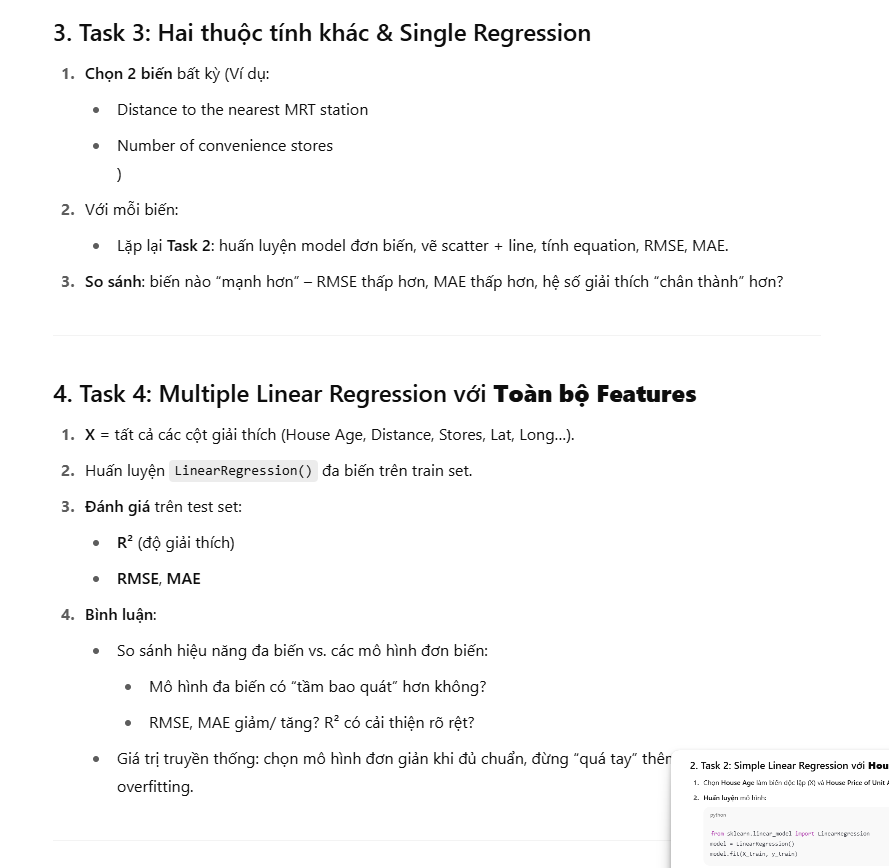 3. Task 3: Hai thuộc tính khác & Single Regression
1. Chọn 2 biến bất kỳ (Ví dụ:
• Distance to the nearest MRT station
• Number of convenience stores
)
2. Với mỗi biến:
• Lặp lại Task 2: huấn luyện model đơn biến, vẽ scatter + line, tính equation, RMSE, MAE.
3. So sánh: biến nào “mạnh hơn” – RMSE thấp hơn, MAE thấp hơn, hệ số giải thích “chân thành” hơn?
4. Task 4: Multiple Linear Regression với Toàn bộ Features
1. X = tất cả các cột giải thích (House Age, Distance, Stores, Lat, Long…).
2. Huấn luyện LinearRegression() đa biến trên train set.
3. Đánh giá trên test set:
• R² (độ giải thích)
• RMSE, MAE
4. Bình luận:
• So sánh hiệu năng đa biến vs. các mô hình đơn biến:
• Mô hình đa biến có “tầm bao quát” hơn không?
• RMSE, MAE giảm/ tăng? R² có cải thiện rõ rệt?
• Giá trị truyền thống: chọn mô hình đơn giản khi đủ chuẩn, đừng “quá tay”
overfitting.
2. Task 2: Simple Linear Regression với
1. Chọn House Age làm biến độc lập (X) và House Price of Unit
2. Huấn luyện mô hình:
python
from sklearn.linear_model import LinearRegression
model = LinearRegression()
model.fit(X_train, y_train)